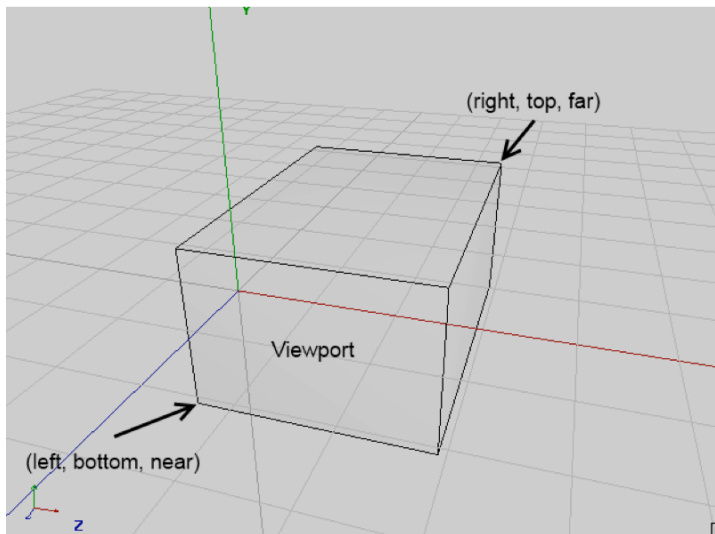 Y
(right, top, far)
Viewport
(left, bottom, near)
Z